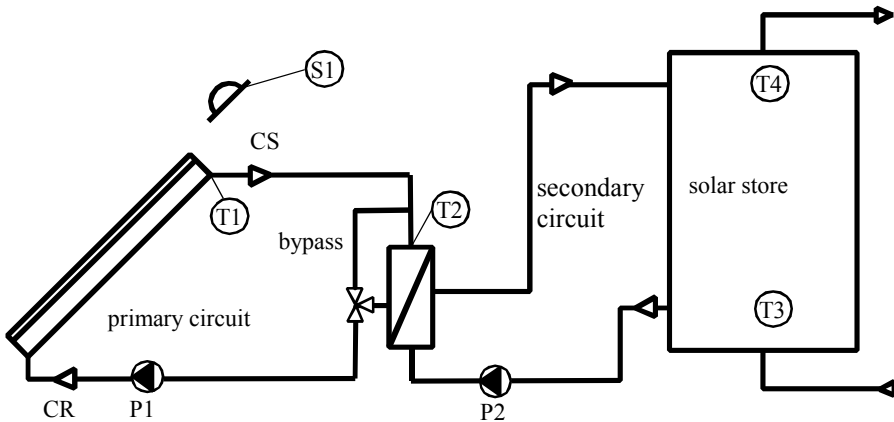 S1
T4
CS
T1
T2
secondary
circuit
solar store
bypass
primary circuit
T3
CR
P1
P2